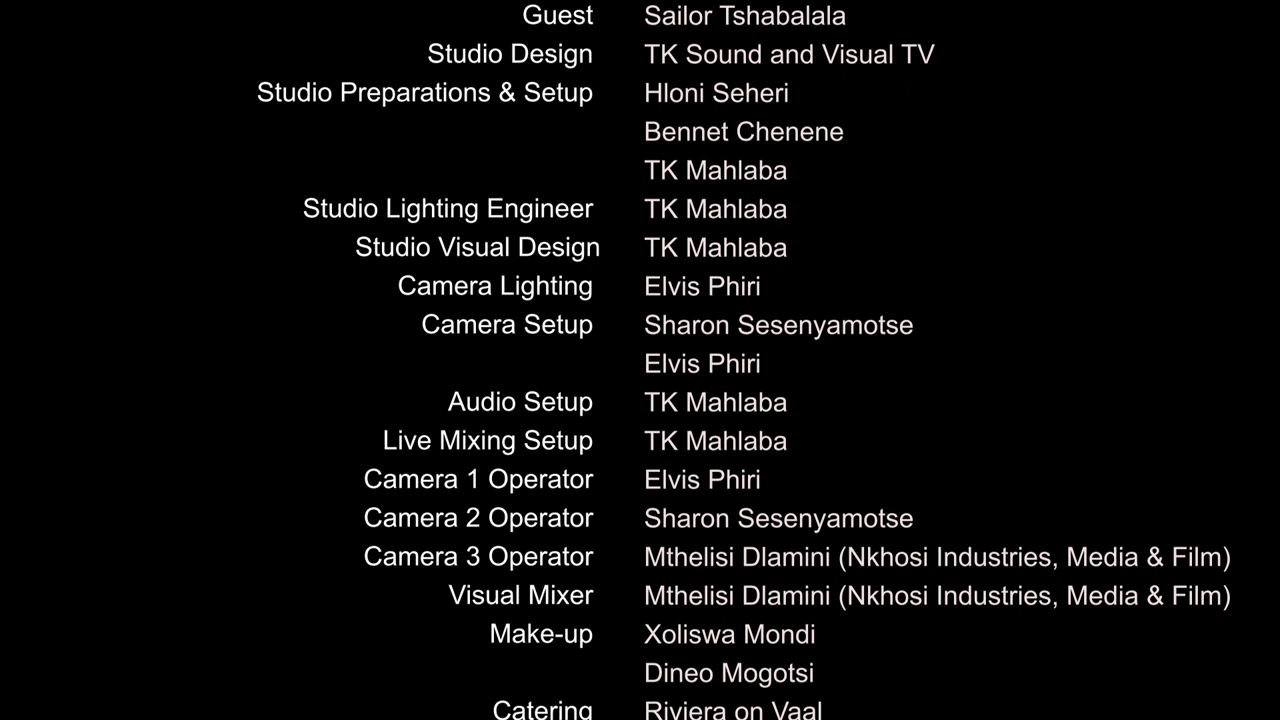 Guest Sailor Tshabalala
Studio Design TK Sound and Visual TV
Studio Preparations & Setup Hloni Seheri
Bennet Chenene
TK Mahlaba
Studio Lighting Engineer TK Mahlaba
Studio Visual Design TK Mahlaba
Camera Lighting Elvis Phiri
Camera Setup Sharon Sesenyamotse
Elvis Phiri
Audio Setup TK Mahlaba
Live Mixing Setup TK Mahlaba
Camera 1 Operator Elvis Phiri
Camera 2 Operator Sharon Sesenyamotse
Camera 3 Operator Mthelisi Dlamini (Nkhosi Industries, Media & Film)
Visual Mixer Mthelisi Dlamini (Nkhosi Industries, Media & Film)
Make-up Xoliswa Mondi
Dineo Mogotsi
Catering Riviera on Vaal